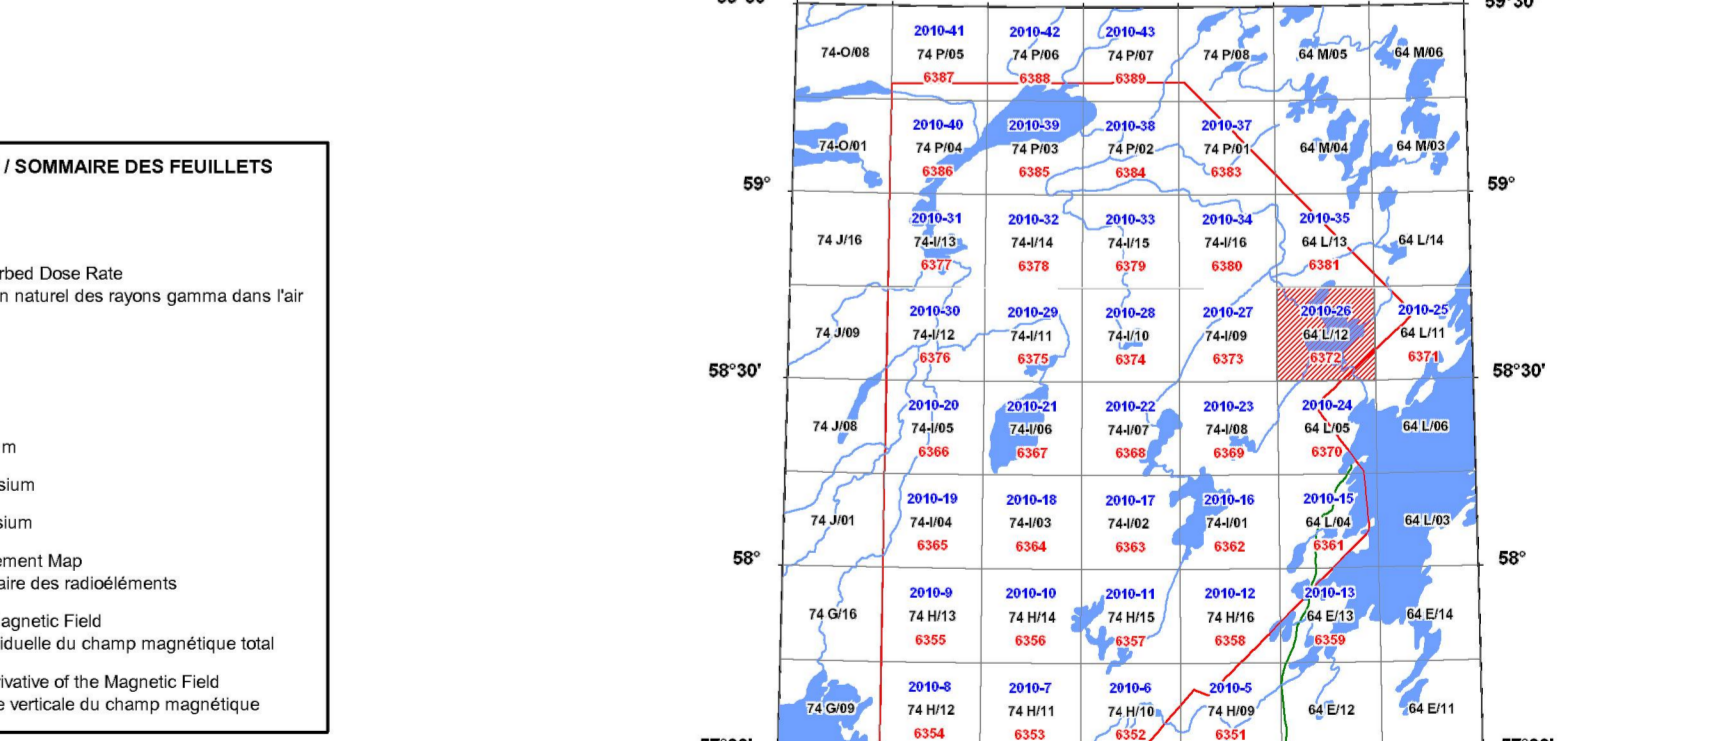 / SOMMAIRE DES FEUILLETS
rbed Dose Rate
n naturel des rayons gamma dans l'air
m
sium
sium
ement Map
aire des radioéléments
agnetic Field
iduelle du champ magnétique total
ivative of the Magnetic Field
e verticale du champ magnétique
59°30'
2010-41 2010-42 2010-43
74-O/08 74 P/05 74 P/06 74 P/07 74 P/08 64 M/05 64 M/06
6387 6388 6389
2010-40 2010-39 2010-38 2010-37
74-O/01 74 P/04 74 P/03 74 P/02 74 P/01 64 M/04 64 M/03
6386 6385 6384 6383
59° 59°
2010-31 2010-32 2010-33 2010-34 2010-35
74 J/16 74-I/13 74-I/14 74-I/15 74-I/16 64 L/13 64 L/14
6377 6378 6379 6380 6381
2010-30 2010-29 2010-28 2010-27 2010-26 2010-25
74 J/09 74-I/12 74-I/11 74-I/10 74-I/09 64 L/12 64 L/11
6376 6375 6374 6373 6372 6371
58°30' 58°30'
2010-20 2010-21 2010-22 2010-23 2010-24
74 J/08 74-I/05 74-I/06 74-I/07 74-I/08 64 L/05 64 L/06
6366 6367 6368 6369 6370
2010-19 2010-18 2010-17 2010-16 2010-15
74 J/01 74-I/04 74-I/03 74-I/02 74-I/01 64 L/04 64 L/03
6365 6364 6363 6362 6361
58° 58°
2010-9 2010-10 2010-11 2010-12 2010-13
74 G/16 74 H/13 74 H/14 74 H/15 74 H/16 64 E/13 64 E/14
6355 6356 6357 6358 6359
2010-8 2010-7 2010-6 2010-5
74 G/09 74 H/12 74 H/11 74 H/10 74 H/09 64 E/12 64 E/11
6354 6353 6352 6351